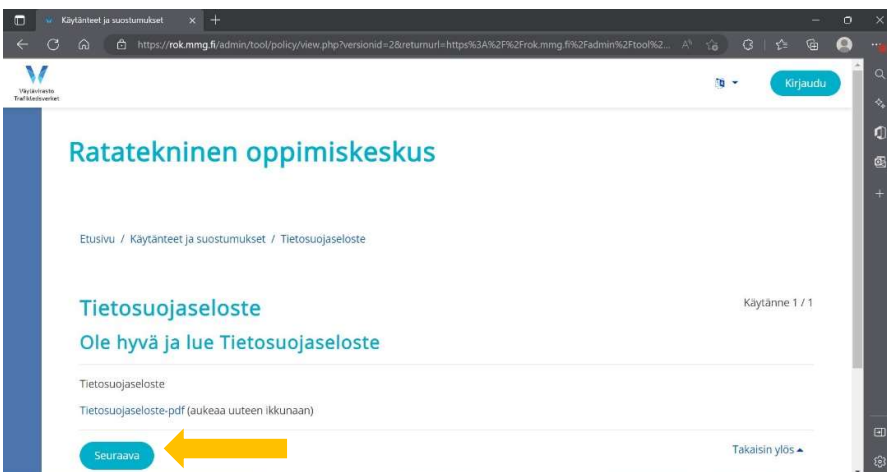 Käytänteet ja suostumukset
https://rok.mmg.fi/admin/tool/policy/view.php?versionid=2&returnurl=https%3A%2F%2Frok.mmg.fi%2Fadmin%2Ftool%2...
Väylävirasto
Trafikledsverket
Kirjaudu
Ratatekninen oppimiskeskus
Etusivu / Käytänteet ja suostumukset / Tietosuojaseloste
Tietosuojaseloste
Käytänne 1 / 1
Ole hyvä ja lue Tietosuojaseloste
Tietosuojaseloste
Tietosuojaseloste-pdf (aukeaa uuteen ikkunaan)
Seuraava
Takaisin ylös